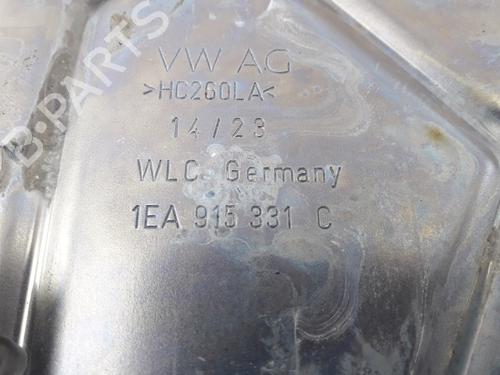 VW AG
>HC260LA<
14/23
WLC Germany
1EA 915 331 C
B-PARTS